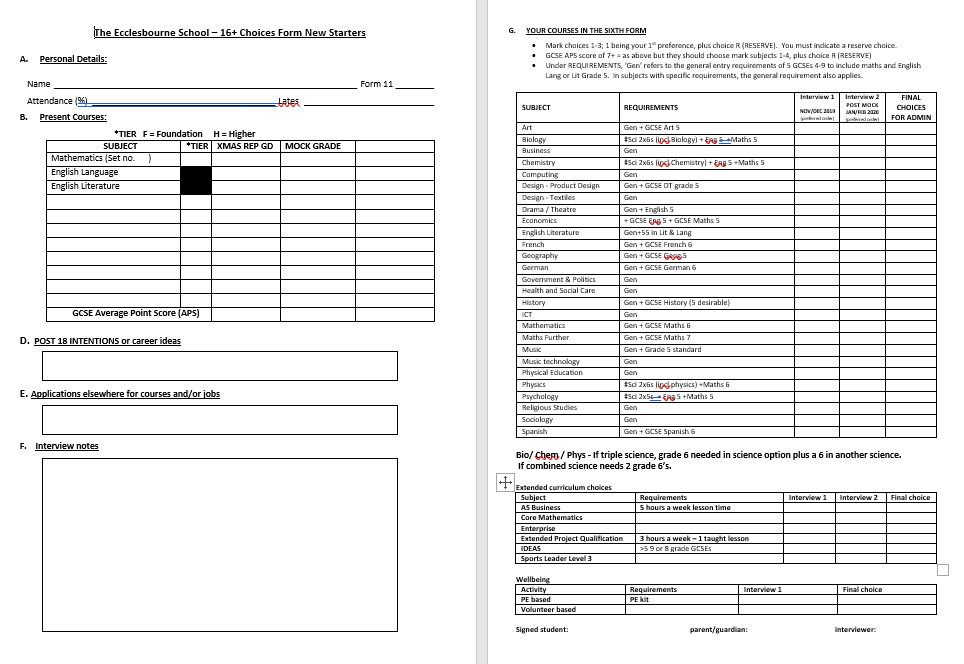 The Ecclesbourne School – 16+ Choices Form New Starters
A. Personal Details:
Name Form 11
Attendance (%) Lates
B. Present Courses:
*TIER F = Foundation H = Higher
SUBJECT *TIER XMAS REP GD MOCK GRADE
Mathematics (Set no. )
English Language
English Literature
GCSE Average Point Score (APS)
D. POST 18 INTENTIONS or career ideas
E. Applications elsewhere for courses and/or jobs
F. Interview notes
G. YOUR COURSES IN THE SIXTH FORM
• Mark choices 1-3; 1 being your 1st preference, plus choice R (RESERVE). You must indicate a reserve choice.
• GCSE APS score of 7+ = as above but they should choose mark subjects 1-4, plus choice R (RESERVE)
• Under REQUIREMENTS, 'Gen' refers to the general entry requirements of 5 GCSEs 4-9 to include maths and English
Lang or Lit Grade 5. In subjects with specific requirements, the general requirement also applies.
SUBJECT REQUIREMENTS Interview 1 NOV/DEC 2019 (preferred order) Interview 2 POST MOCK JAN/FEB 2020 (preferred order) FINAL CHOICES FOR ADMIN
Art Gen + GCSE Art 5
Biology ‡Sci 2x6s (incl Biology) + Eng 5 +Maths 5
Business Gen
Chemistry ‡Sci 2x6s (incl Chemistry) + Eng 5 +Maths 5
Computing Gen
Design - Product Design Gen + GCSE DT grade 5
Design - Textiles Gen
Drama / Theatre Gen + English 5
Economics + GCSE Eng 5 + GCSE Maths 5
English Literature Gen+55 in Lit & Lang
French Gen + GCSE French 6
Geography Gen + GCSE Geog 5
German Gen + GCSE German 6
Government & Politics Gen
Health and Social Care Gen
History Gen + GCSE History (5 desirable)
ICT Gen
Mathematics Gen + GCSE Maths 6
Maths Further Gen + GCSE Maths 7
Music Gen + Grade 5 standard
Music technology Gen
Physical Education Gen
Physics ‡Sci 2x6s (incl physics) +Maths 6
Psychology ‡Sci 2x5s + Eng 5 +Maths 5
Religious Studies Gen
Sociology Gen
Spanish Gen + GCSE Spanish 6
Bio/ Chem / Phys - If triple science, grade 6 needed in science option plus a 6 in another science.
If combined science needs 2 grade 6's.
Extended curriculum choices
Subject Requirements Interview 1 Interview 2 Final choice
AS Business 5 hours a week lesson time
Core Mathematics
Enterprise
Extended Project Qualification 3 hours a week – 1 taught lesson
IDEAS >5 9 or 8 grade GCSEs
Sports Leader Level 3
Wellbeing
Activity Requirements Interview 1 Final choice
PE based PE kit
Volunteer based
Signed student: parent/guardian: interviewer: